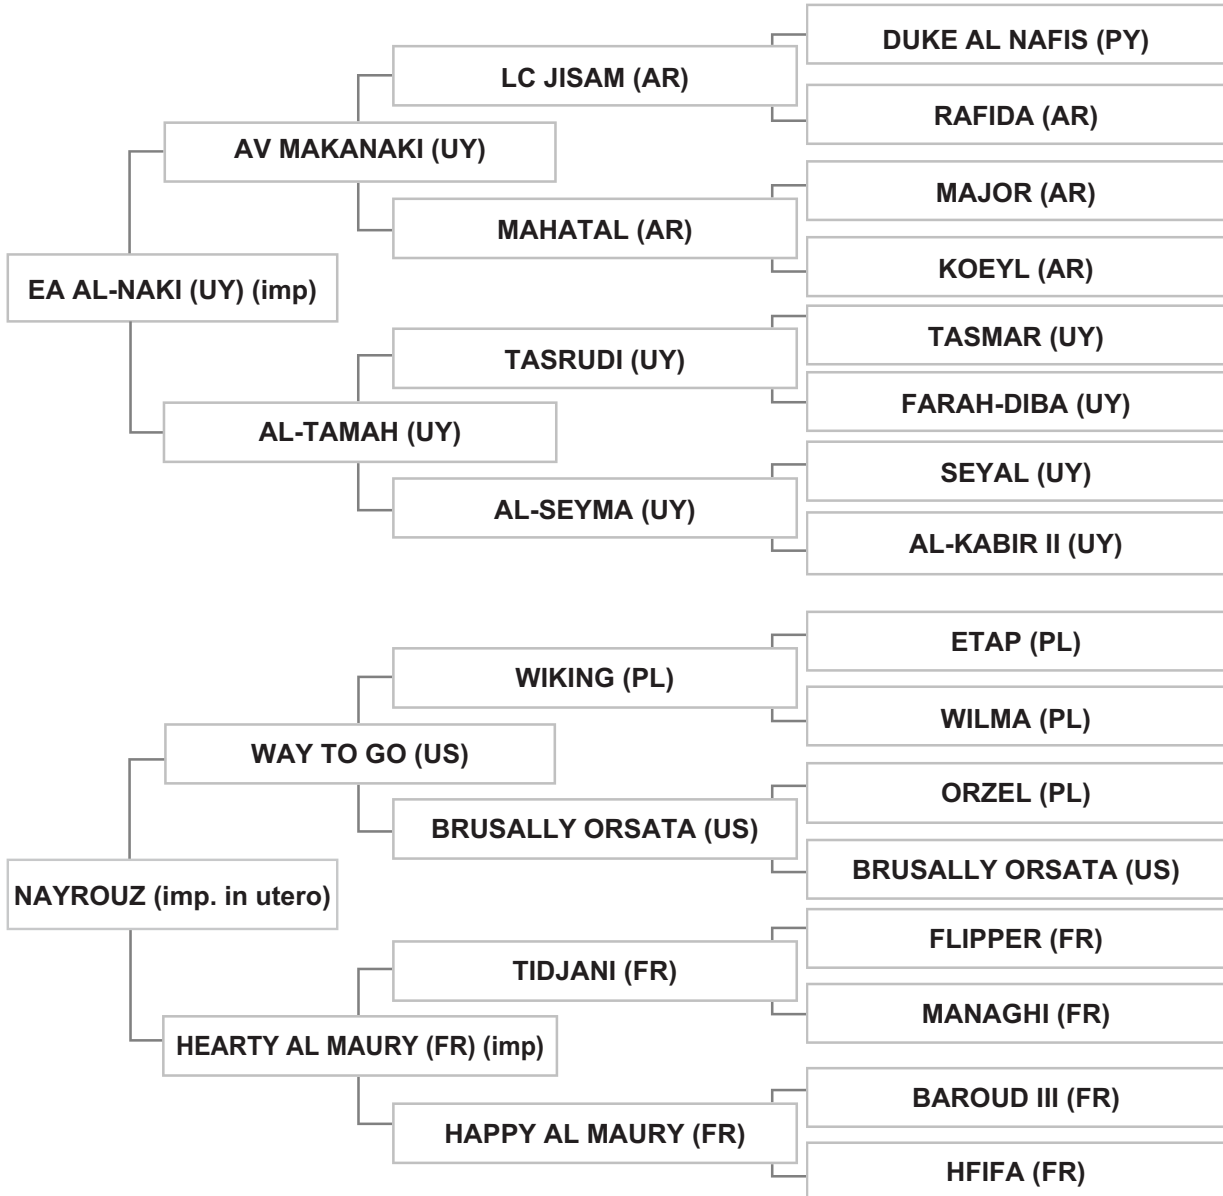 DUKE AL NAFIS (PY)
LC JISAM (AR)
RAFIDA (AR)
AV MAKANAKI (UY)
MAJOR (AR)
MAHATAL (AR)
KOEYL (AR)
EA AL-NAKI (UY) (imp)
TASMAR (UY)
TASRUDI (UY)
FARAH-DIBA (UY)
AL-TAMAH (UY)
SEYAL (UY)
AL-SEYMA (UY)
AL-KABIR II (UY)
ETAP (PL)
WIKING (PL)
WILMA (PL)
WAY TO GO (US)
ORZEL (PL)
BRUSALLY ORSATA (US)
BRUSALLY ORSATA (US)
NAYROUZ (imp. in utero)
FLIPPER (FR)
TIDJANI (FR)
MANAGHI (FR)
HEARTY AL MAURY (FR) (imp)
BAROUD III (FR)
HAPPY AL MAURY (FR)
HFIFA (FR)